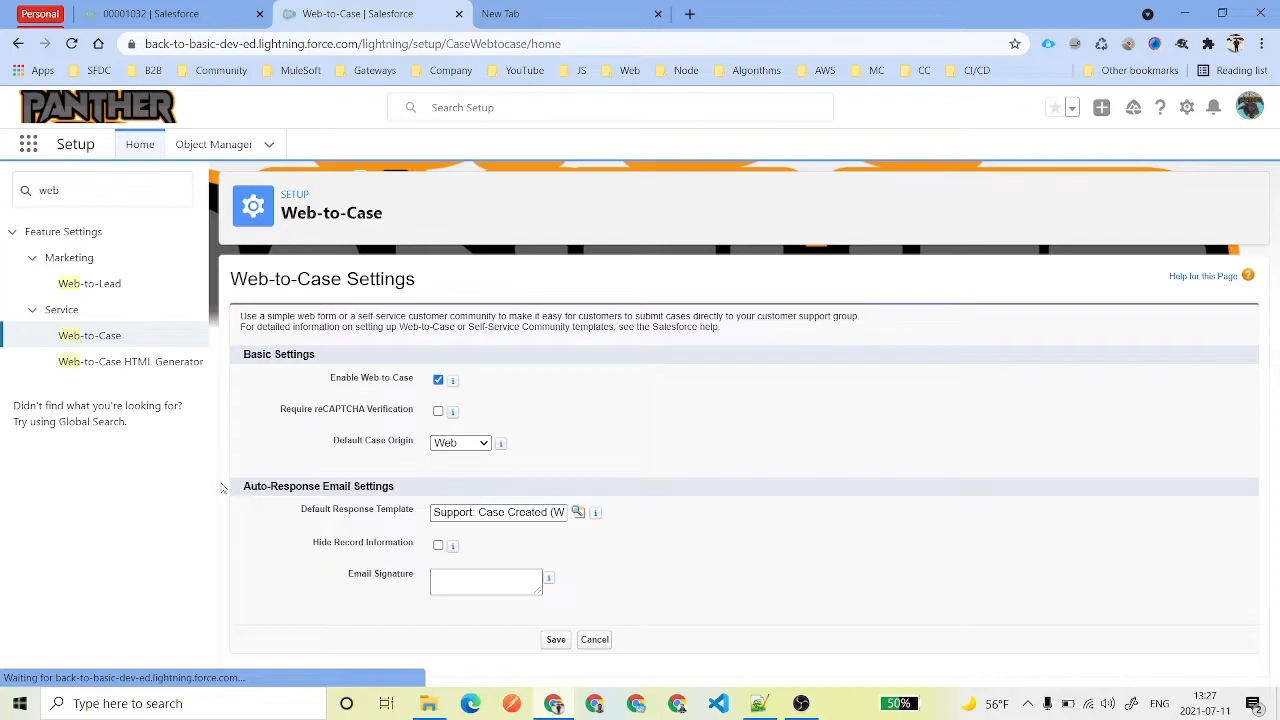 Personal
00001032 | Salesforce
Web-to-Case | Salesforce
New Tab
back-to-basic-dev-ed.lightning.force.com/lightning/setup/CaseWebtocase/home
Apps
SFDC
B2B
Community
MuleSoft
Gateways
Company
YouTube
JS
Web
Node
Algorithms
AWS
MC
CC
CI/CD
Other bookmarks
Reading list
PANTHER
Search Setup
Setup
Home
Object Manager
web
Feature Settings
Marketing
Web-to-Lead
Service
Web-to-Case
Web-to-Case HTML Generator
Didn't find what you're looking for?
Try using Global Search.
SETUP
Web-to-Case
Web-to-Case Settings
Help for this Page
Use a simple web form or a self-service customer community to make it easy for customers to submit cases directly to your customer support group.
For detailed information on setting up Web-to-Case or Self-Service Community templates, see the Salesforce help.
Basic Settings
Enable Web-to-Case
Require reCAPTCHA Verification
Default Case Origin
Web
Auto-Response Email Settings
Default Response Template
Support: Case Created (W
Hide Record Information
Email Signature
Save
Cancel
Waiting for back-to-basic-dev-ed.lightning.force.com...
Type here to search
50%
56°F
ENG
13:27
2021-07-11
2